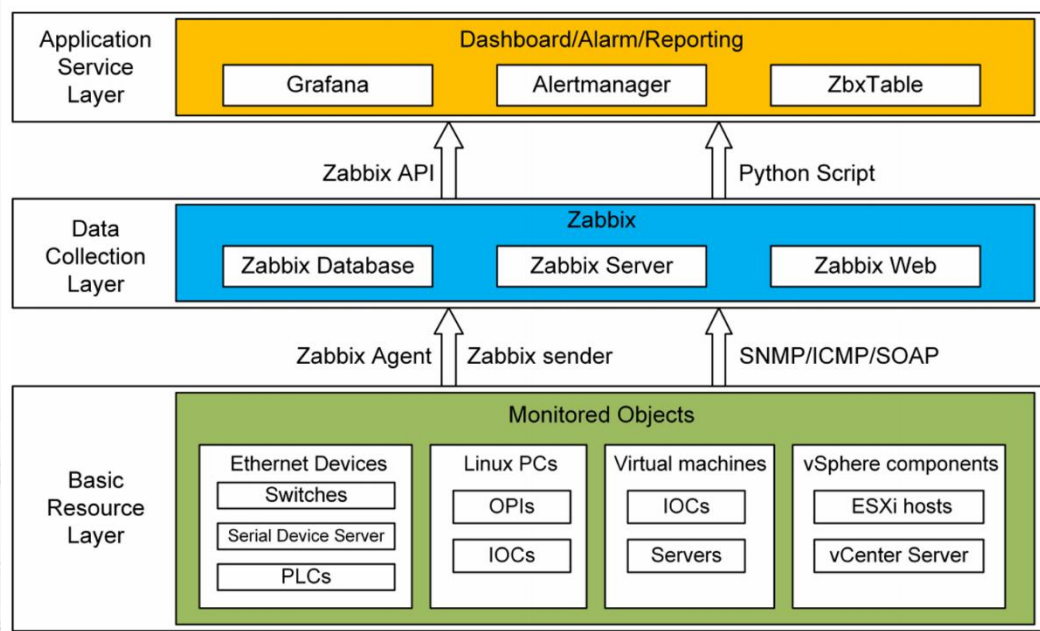 Application
Service
Layer
Dashboard/Alarm/Reporting
Grafana
Alertmanager
ZbxTable
Zabbix API
Python Script
Data
Collection
Layer
Zabbix
Zabbix Database
Zabbix Server
Zabbix Web
Zabbix Agent
Zabbix sender
SNMP/ICMP/SOAP
Basic
Resource
Layer
Monitored Objects
Ethernet Devices
Switches
Serial Device Server
PLCs
Linux PCs
OPIs
IOCs
Virtual machines
IOCs
Servers
vSphere components
ESXi hosts
vCenter Server